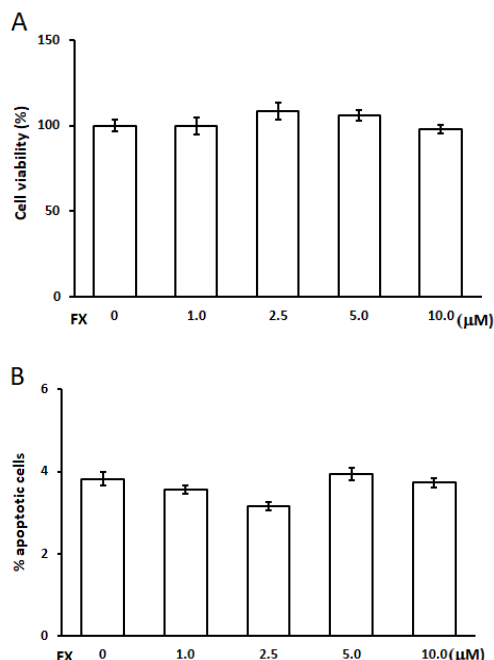 A
150
100
50
0
Cell viability (%)
FX 0 1.0 2.5 5.0 10.0 (μM)
B
6
4
2
0
% apoptotic cells
FX 0 1.0 2.5 5.0 10.0 (μM)